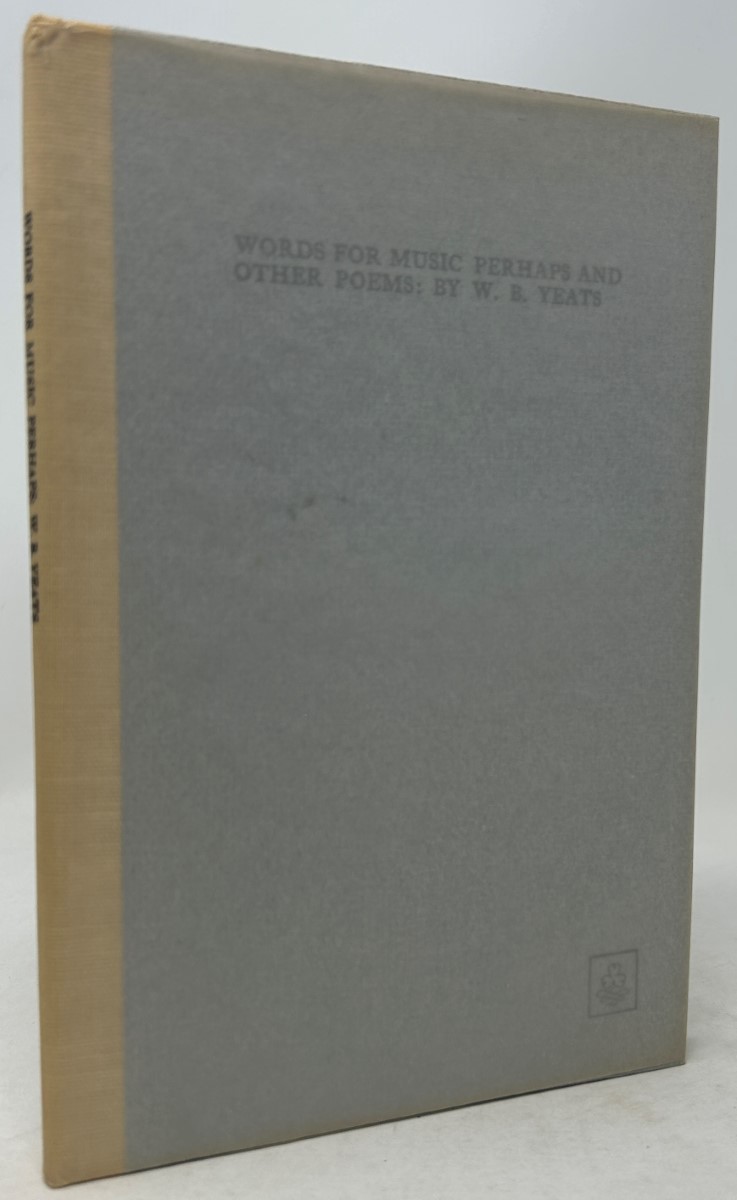 WORDS FOR MUSIC PERHAPS AND
OTHER POEMS: BY W. B. YEATS
WORDS FOR MUSIC PERHAPS W B YEATS